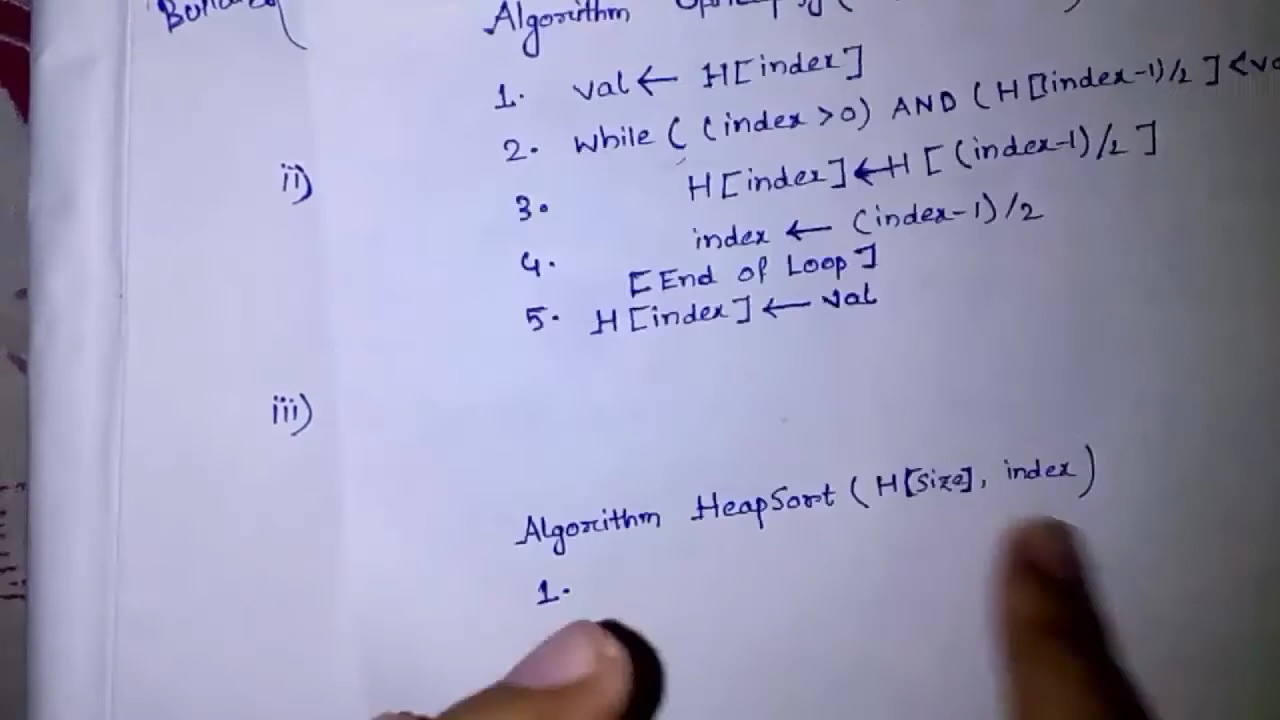 Algorithm
1. val ← H[index]
2. While ( (index >0) AND ( H[(index-1)/2 ] <
3. H[index] ← H [ (index-1)/2 ]
ii)
4. index ← (index-1)/2
[End of Loop]
5. H[index] ← val
iii)
Algorithm HeapSort ( H[size], index)
1.